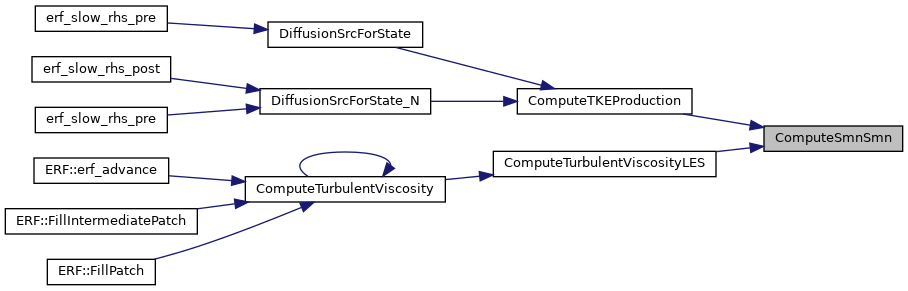 erf_slow_rhs_pre
DiffusionSrcForState
erf_slow_rhs_post
DiffusionSrcForState_N
ComputeTKEProduction
erf_slow_rhs_pre
ComputeSmnSmn
ERF::erf_advance
ComputeTurbulentViscosityLES
ComputeTurbulentViscosity
ERF::FillIntermediatePatch
ERF::FillPatch